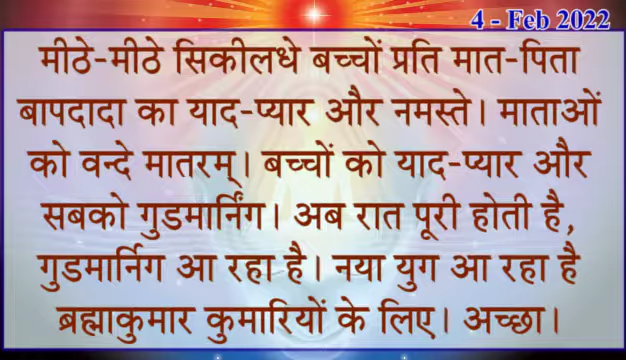 4 - Feb 2022
मीठे-मीठे सिकीलधे बच्चों प्रति मात-पिता
बापदादा का याद-प्यार और नमस्ते। माताओं
को वन्दे मातरम्। बच्चों को याद-प्यार और
सबको गुडमार्निंग। अब रात पूरी होती है,
गुडमार्निग आ रहा है। नया युग आ रहा है
ब्रह्माकुमार कुमारियों के लिए। अच्छा।